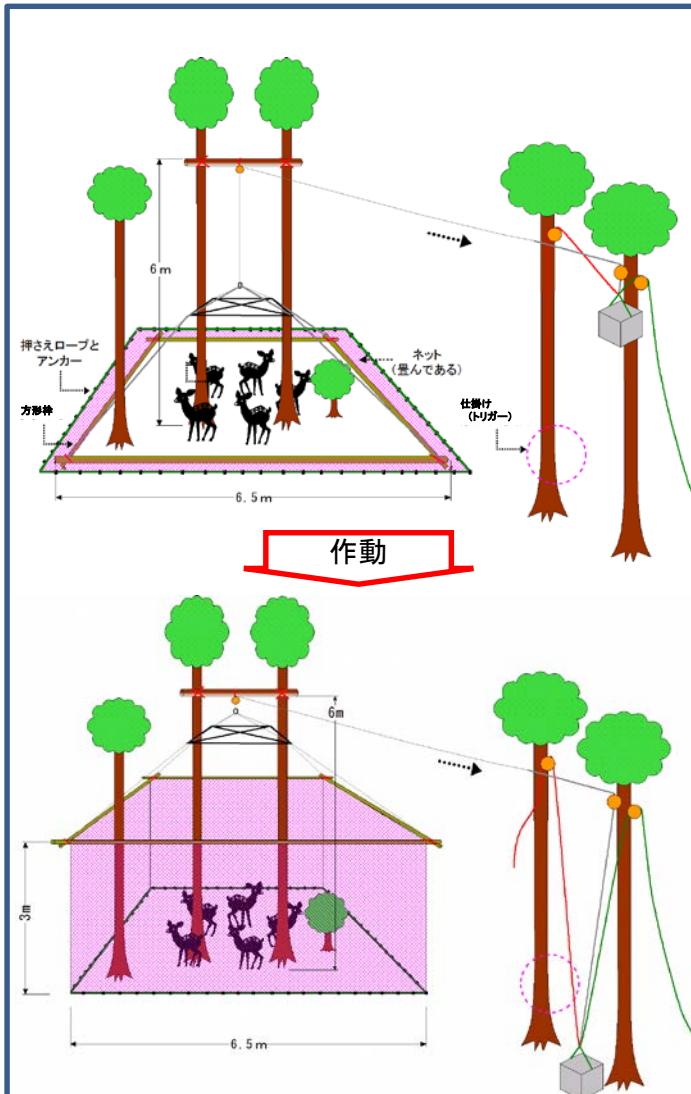 6m
押さえロープと
アンカー
方形枠
ネット
(畳んである)
仕掛け
(トリガー)
6.5m
作動
6m
3m
6.5m